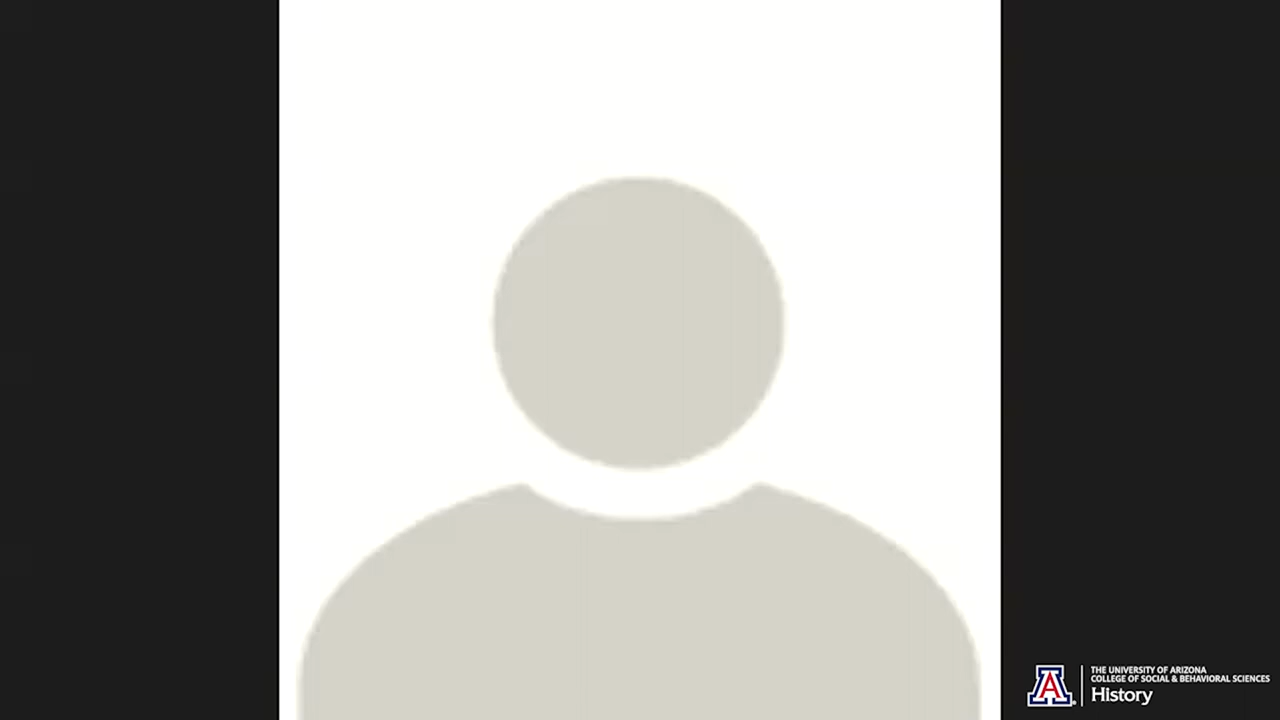 THE UNIVERSITY OF ARIZONA
COLLEGE OF SOCIAL & BEHAVIORAL SCIENCES
A
History